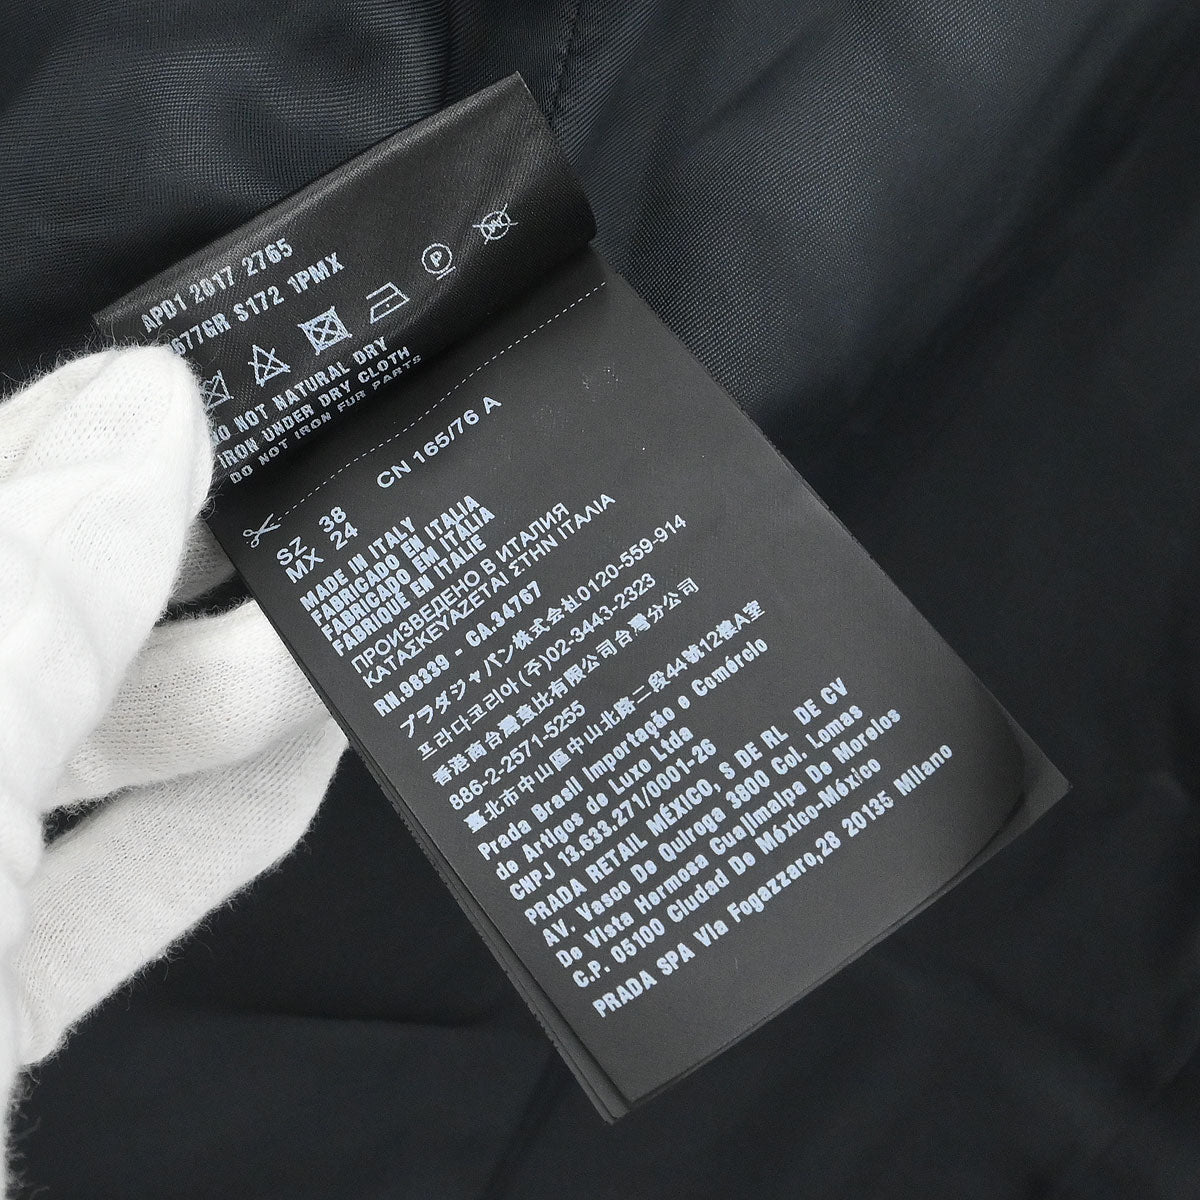 APD1 2017 2765
677GR S172 1PMX
P
DO NOT NATURAL DRY
IRON UNDER DRY CLOTH
DO NOT IRON FUR PARTS
CN 165/76 A
SZ 38
MX 24
MADE IN ITALY
FABRICADO EN ITALIA
FABRICADO EM ITÁLIA
FABRIQUE EN ITALIE
ПРОИЗВЕДЕНО В ИТАЛИЯ
ΚΑΤΑΣΚΕΥΑΖΕΤΑΙ ΣΤΗΝ ΙΤΑΛΙΑ
RN.98339 - CA.34767
プラダジャパン株式会社0120-559-914
프라다코리아(주)02-3443-2323
香港商台灣壹比有限公司台灣分公司
886-2-2571-5255
臺北市中山區中山北路二段44號12樓A室
Prada Brasil Importação e Comércio
de Artigos de Luxo Ltda
CNPJ 13.633.271/0001-26
PRADA RETAIL MÉXICO, S DE RL DE CV
AV. Vasco De Quiroga 3800 Col. Lomas
De Vista Hermosa Cuajimalpa De Morelos
C.P. 05100 Ciudad De México-México
PRADA SPA Via Fogazzaro,28 20135 Milano